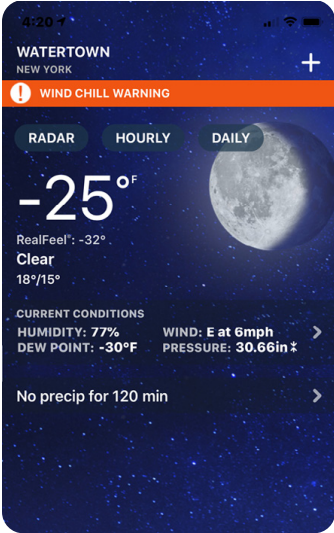 4:20
WATERTOWN
NEW YORK
WIND CHILL WARNING
RADAR HOURLY DAILY
-25°F
RealFeel®: -32°
Clear
18°/15°
CURRENT CONDITIONS
HUMIDITY: 77% WIND: E at 6mph
DEW POINT: -30°F PRESSURE: 30.66in
No precip for 120 min